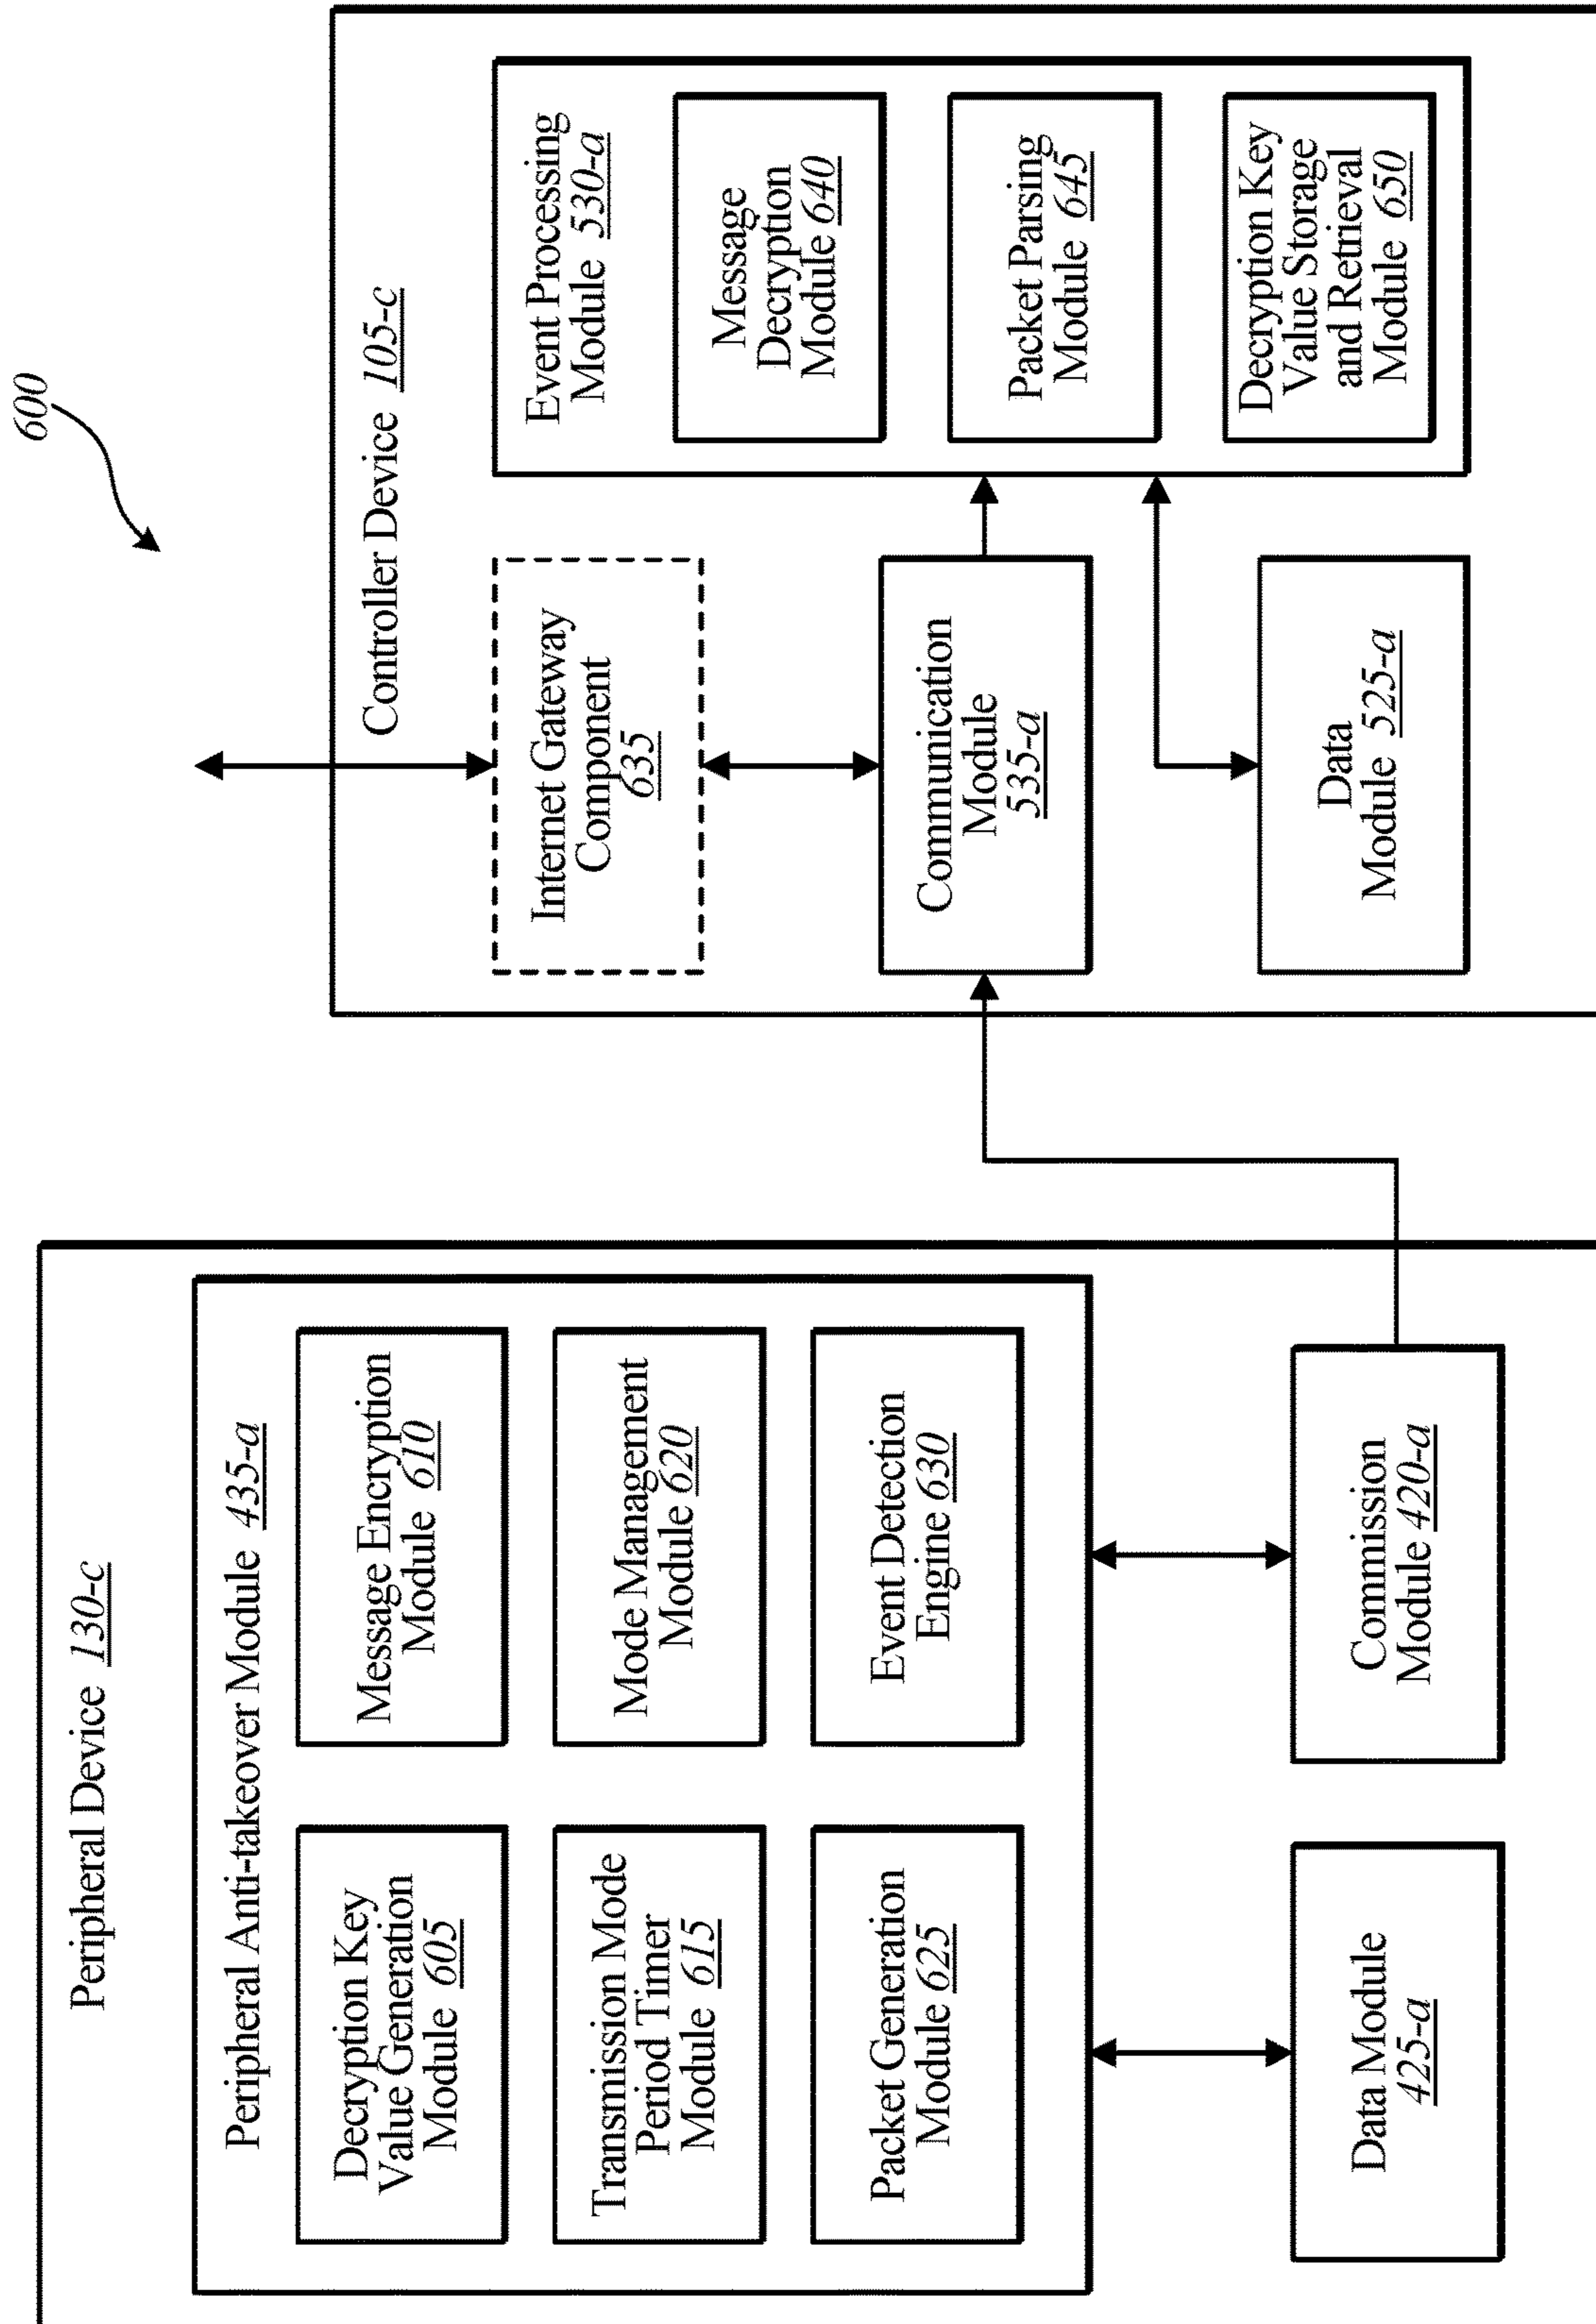 600
Peripheral Device 130-c
Peripheral Anti-takeover Module 435-a
Decryption Key
Value Generation
Module 605
Message Encryption
Module 610
Transmission Mode
Period Timer
Module 615
Mode Management
Module 620
Packet Generation
Module 625
Event Detection
Engine 630
Data Module
425-a
Commission
Module 420-a
Controller Device 105-c
Internet Gateway
Component
635
Communication
Module
535-a
Data
Module 525-a
Event Processing
Module 530-a
Message
Decryption
Module 640
Packet Parsing
Module 645
Decryption Key
Value Storage
and Retrieval
Module 650